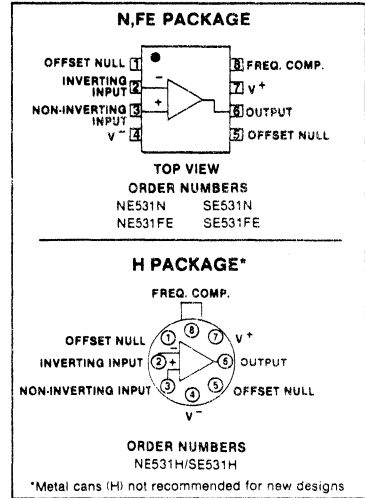 N,FE PACKAGE
OFFSET NULL 1
8 FREQ. COMP.
INVERTING
INPUT 2
−
7 V+
NON-INVERTING
INPUT 3
+
6 OUTPUT
V− 4
5 OFFSET NULL
TOP VIEW
ORDER NUMBERS
NE531N SE531N
NE531FE SE531FE
H PACKAGE*
FREQ. COMP.
8
OFFSET NULL 1
7 V+
INVERTING INPUT 2
−
+
6 OUTPUT
NON-INVERTING INPUT 3
5 OFFSET NULL
4
V−
ORDER NUMBERS
NE531H/SE531H
*Metal cans (H) not recommended for new designs